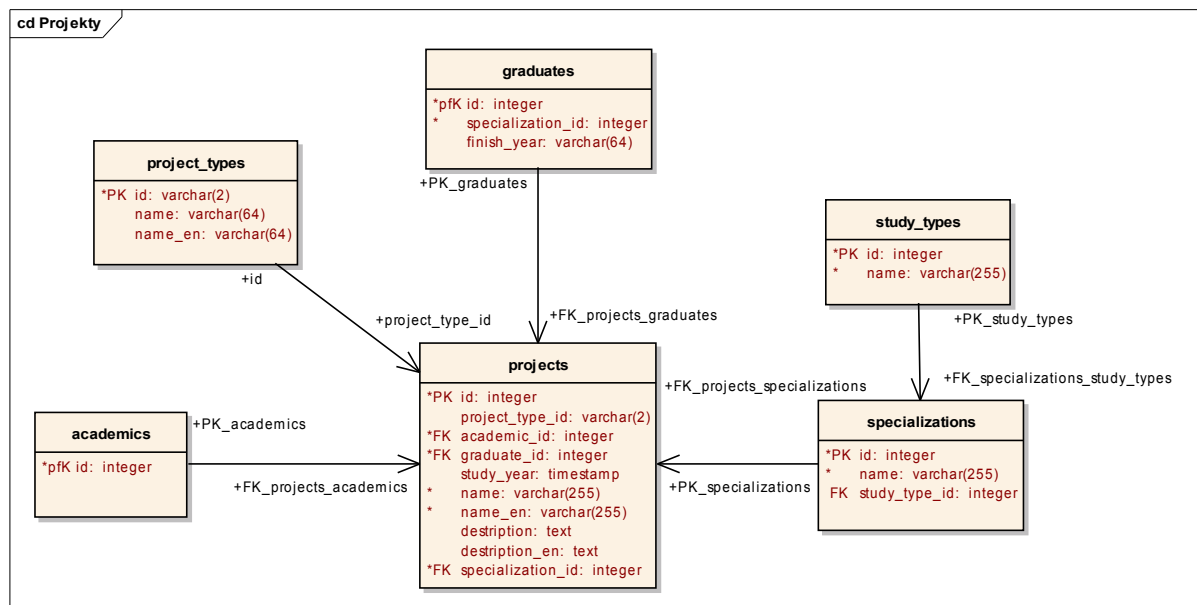 cd Projekty
graduates
*pfK id: integer
* specialization_id: integer
finish_year: varchar(64)
+PK_graduates
project_types
*PK id: varchar(2)
name: varchar(64)
name_en: varchar(64)
+id
+project_type_id
+FK_projects_graduates
study_types
*PK id: integer
* name: varchar(255)
+PK_study_types
+FK_specializations_study_types
projects
*PK id: integer
project_type_id: varchar(2)
*FK academic_id: integer
*FK graduate_id: integer
study_year: timestamp
* name: varchar(255)
* name_en: varchar(255)
destription: text
destription_en: text
*FK specialization_id: integer
+FK_projects_specializations
+PK_specializations
academics
*pfK id: integer
+PK_academics
+FK_projects_academics
specializations
*PK id: integer
* name: varchar(255)
FK study_type_id: integer